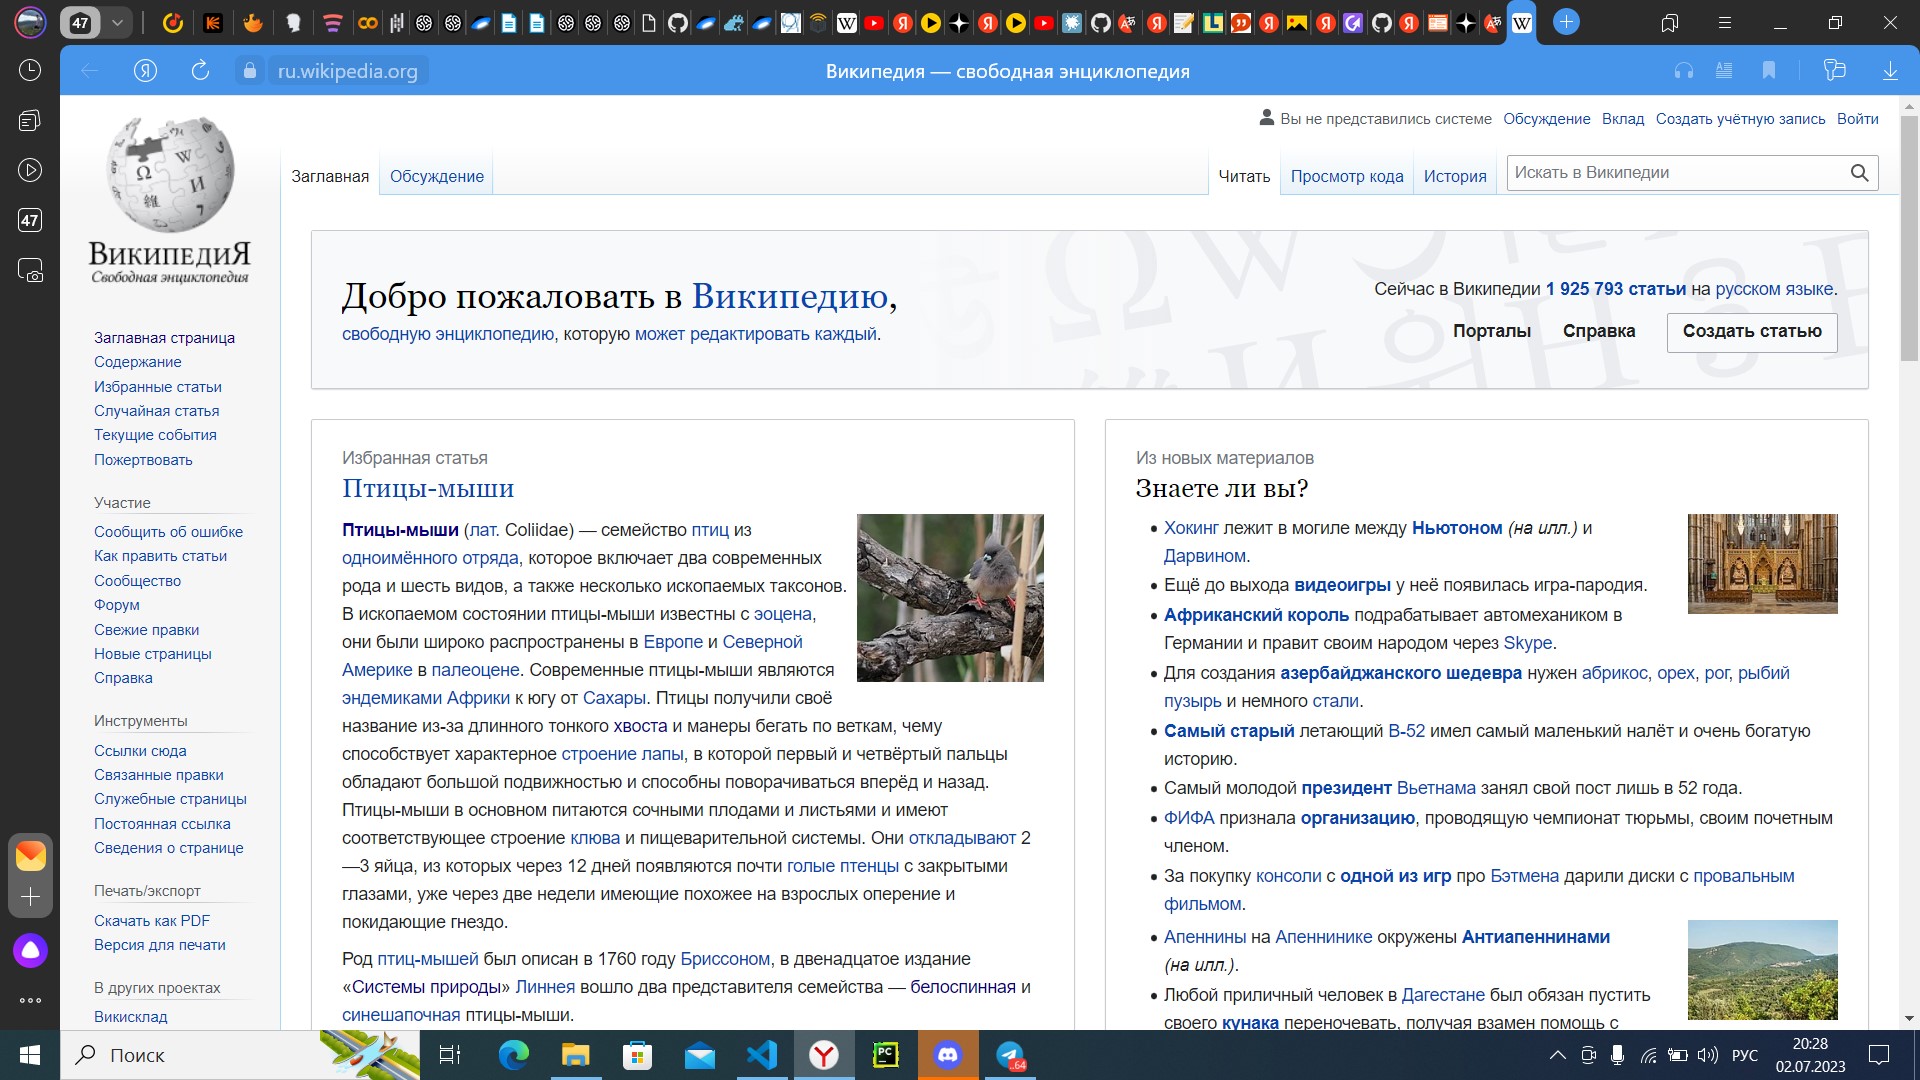 47
ru.wikipedia.org
Википедия — свободная энциклопедия
47
ВИКИПЕДИЯ
Свободная энциклопедия
Вы не представились системе Обсуждение Вклад Создать учётную запись Войти
Заглавная Обсуждение
Читать Просмотр кода История Искать в Википедии
Добро пожаловать в Википедию,
свободную энциклопедию, которую может редактировать каждый.
Сейчас в Википедии 1 925 793 статьи на русском языке.
Порталы Справка Создать статью
Заглавная страница
Содержание
Избранные статьи
Случайная статья
Текущие события
Пожертвовать
Участие
Сообщить об ошибке
Как править статьи
Сообщество
Форум
Свежие правки
Новые страницы
Справка
Инструменты
Ссылки сюда
Связанные правки
Служебные страницы
Постоянная ссылка
Сведения о странице
Печать/экспорт
Скачать как PDF
Версия для печати
В других проектах
Викисклад
Избранная статья
Птицы-мыши
Птицы-мыши (лат. Coliidae) — семейство птиц из
одноимённого отряда, которое включает два современных
рода и шесть видов, а также несколько ископаемых таксонов.
В ископаемом состоянии птицы-мыши известны с эоцена,
они были широко распространены в Европе и Северной
Америке в палеоцене. Современные птицы-мыши являются
эндемиками Африки к югу от Сахары. Птицы получили своё
название из-за длинного тонкого хвоста и манеры бегать по веткам, чему
способствует характерное строение лапы, в которой первый и четвёртый пальцы
обладают большой подвижностью и способны поворачиваться вперёд и назад.
Птицы-мыши в основном питаются сочными плодами и листьями и имеют
соответствующее строение клюва и пищеварительной системы. Они откладывают 2
—3 яйца, из которых через 12 дней появляются почти голые птенцы с закрытыми
глазами, уже через две недели имеющие похожее на взрослых оперение и
покидающие гнездо.
Род птиц-мышей был описан в 1760 году Бриссоном, в двенадцатое издание
«Системы природы» Линнея вошло два представителя семейства — белоспинная и
синешапочная птицы-мыши.
Из новых материалов
Знаете ли вы?
Хокинг лежит в могиле между Ньютоном (на илл.) и
Дарвином.
Ещё до выхода видеоигры у неё появилась игра-пародия.
Африканский король подрабатывает автомехаником в
Германии и правит своим народом через Skype.
Для создания азербайджанского шедевра нужен абрикос, орех, рог, рыбий
пузырь и немного стали.
Самый старый летающий B-52 имел самый маленький налёт и очень богатую
историю.
Самый молодой президент Вьетнама занял свой пост лишь в 52 года.
ФИФА признала организацию, проводящую чемпионат тюрьмы, своим почетным
членом.
За покупку консоли с одной из игр про Бэтмена дарили диски с провальным
фильмом.
Апеннины на Апеннинике окружены Антиапеннинами
(на илл.).
Любой приличный человек в Дагестане был обязан пустить
своего кунака переночевать, получая взамен помощь с
Поиск
PC
64
РУС
20:28
02.07.2023